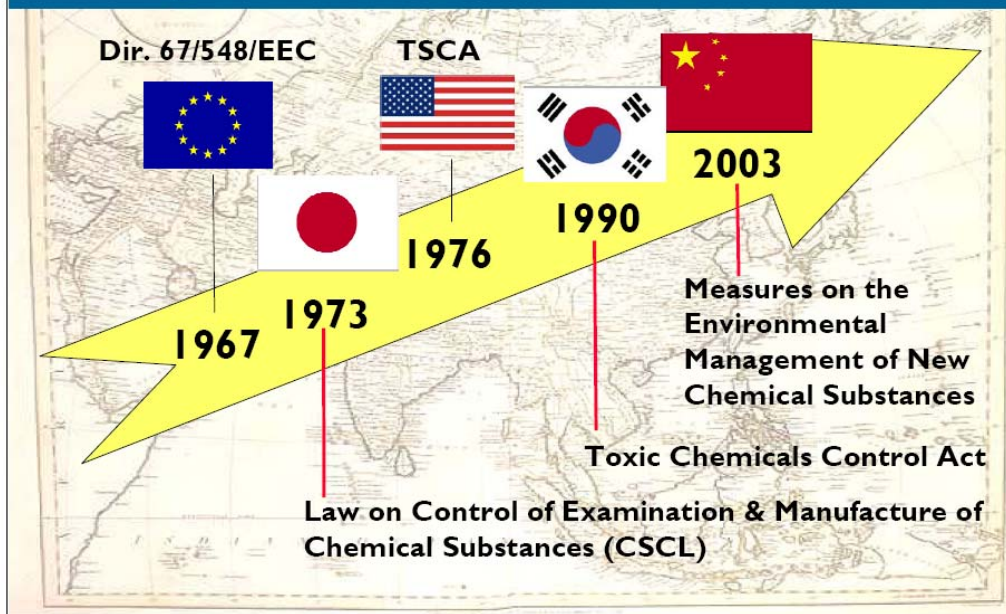 Dir. 67/548/EEC
TSCA
1967
1973
1976
1990
2003
Measures on the
Environmental
Management of New
Chemical Substances
Toxic Chemicals Control Act
Law on Control of Examination & Manufacture of
Chemical Substances (CSCL)